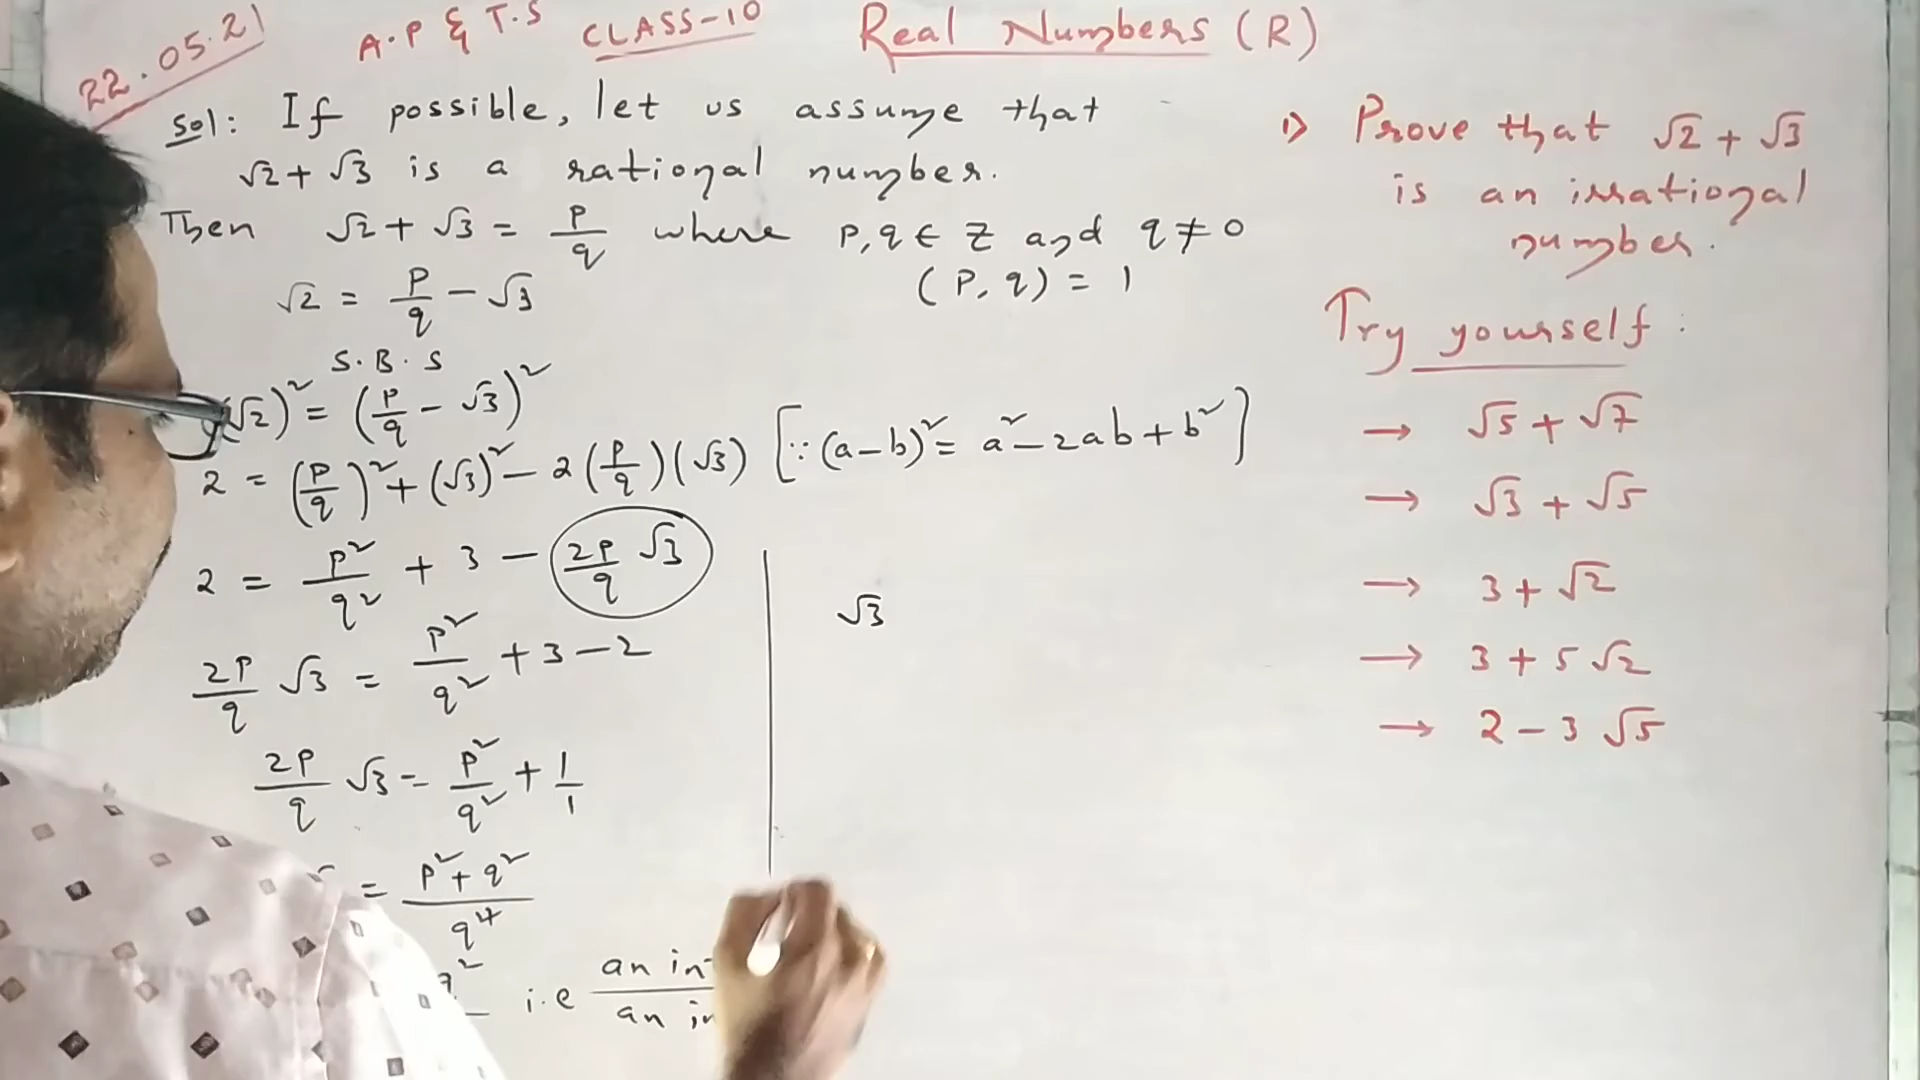 22.05.21 A.P & T.S CLASS-10 Real Numbers (R)
Sol: If possible, let us assume that
√2 + √3 is a rational number.
Then √2 + √3 = p/q where p, q ∈ Z and q ≠ 0
(p, q) = 1
√2 = p/q - √3
S.B.S
(√2)² = (p/q - √3)²
2 = (p/q)² + (√3)² - 2(p/q)(√3) [∵ (a-b)² = a² - 2ab + b²]
2 = p²/q² + 3 - 2p/q √3
2p/q √3 = p²/q² + 3 - 2
2p/q √3 = p²/q² + 1/1
= p² + q² / q⁴
i.e an / an
√3
1) Prove that √2 + √3
is an irrational
number.
Try yourself:
→ √5 + √7
→ √3 + √5
→ 3 + √2
→ 3 + 5√2
→ 2 - 3√5